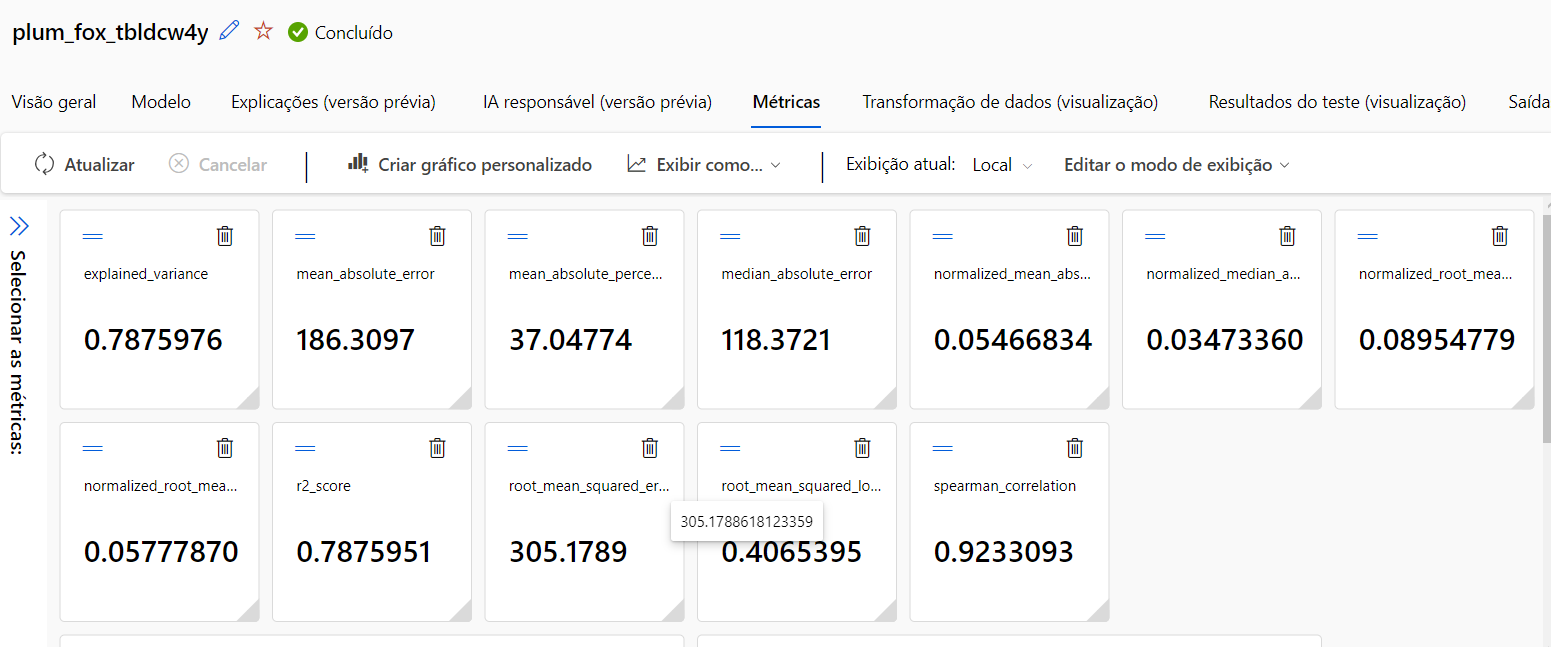 plum_fox_tbldcw4y Concluído
Visão geral Modelo Explicações (versão prévia) IA responsável (versão prévia) Métricas Transformação de dados (visualização) Resultados do teste (visualização) Saída
Atualizar Cancelar Criar gráfico personalizado Exibir como... Exibição atual: Local Editar o modo de exibição
Selecionar as métricas:
explained_variance mean_absolute_error mean_absolute_perce... median_absolute_error normalized_mean_abs... normalized_median_a... normalized_root_mea...
0.7875976 186.3097 37.04774 118.3721 0.05466834 0.03473360 0.08954779
normalized_root_mea... r2_score root_mean_squared_er... root_mean_squared_lo... spearman_correlation
305.1788618123359
0.05777870 0.7875951 305.1789 0.4065395 0.9233093